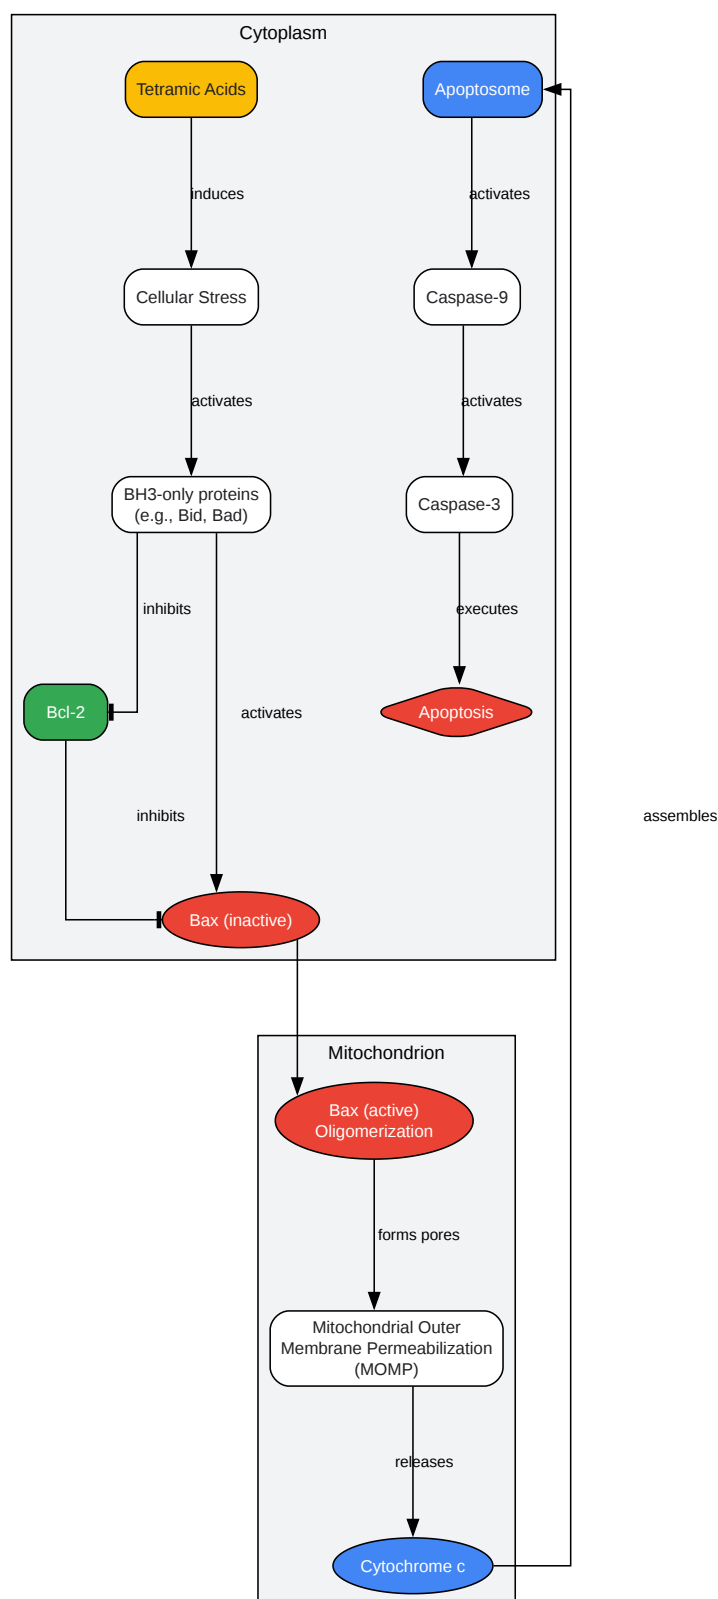 Cytoplasm
Tetramic Acids
Apoptosome
induces
activates
Cellular Stress
Caspase-9
activates
activates
BH3-only proteins
(e.g., Bid, Bad)
Caspase-3
inhibits
executes
Bcl-2
activates
Apoptosis
inhibits
assembles
Bax (inactive)
Mitochondrion
Bax (active)
Oligomerization
forms pores
Mitochondrial Outer
Membrane Permeabilization
(MOMP)
releases
Cytochrome c